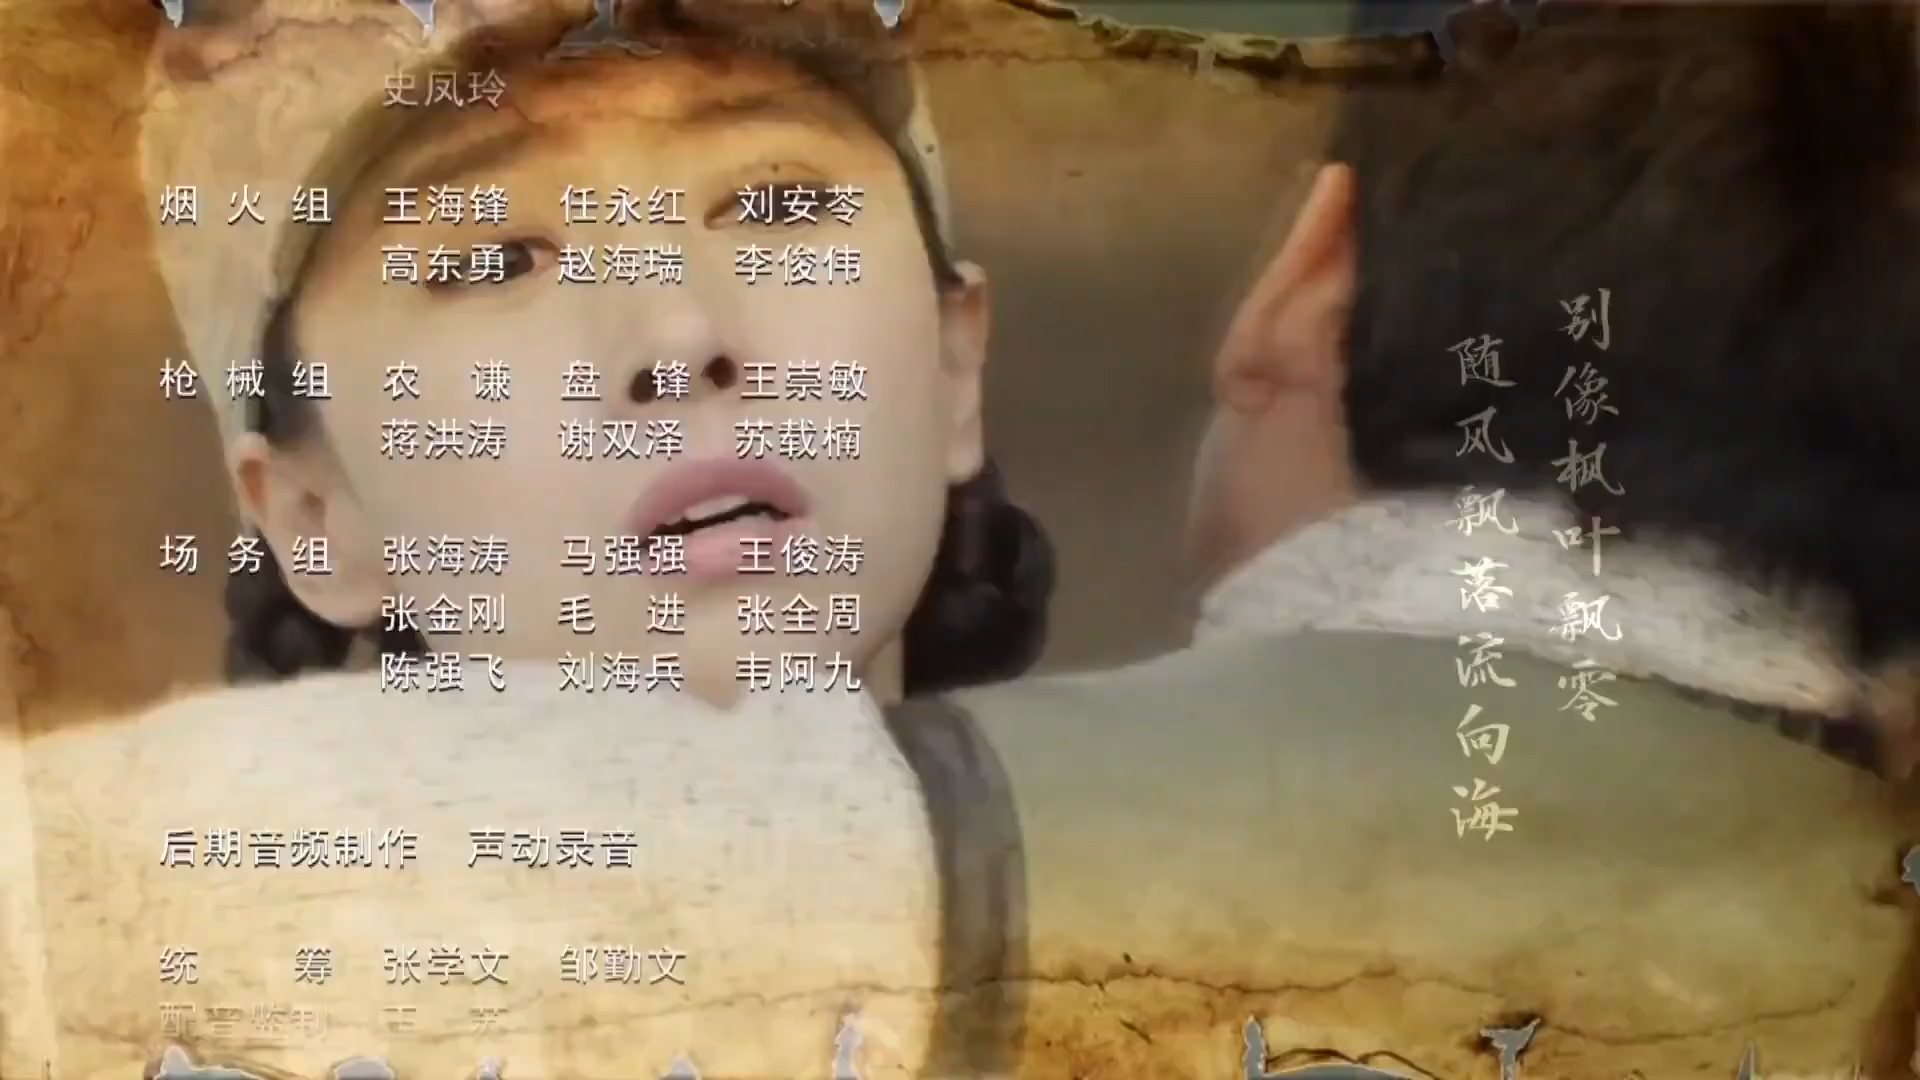 史凤玲
烟火组 王海锋 任永红 刘安苓
高东勇 赵海瑞 李俊伟
枪械组 农谦 盘锋 王崇敏
蒋洪涛 谢双泽 苏载楠
场务组 张海涛 马强强 王俊涛
张金刚 毛进 张全周
陈强飞 刘海兵 韦阿九
后期音频制作 声动录音
统筹 张学文 邹勤文
配音监制 王
别像枫叶飘零
随风飘落流向海